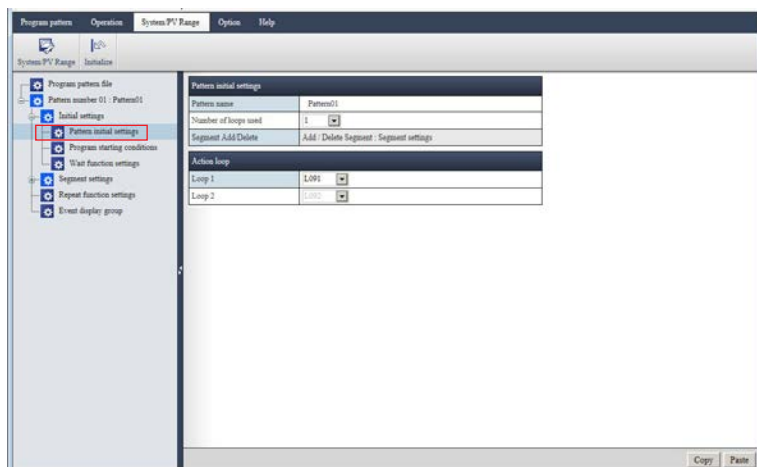 Program pattern Operation System/PV Range Option Help
System/PV Range Initialize
Program pattern file
Pattern number 01 : Pattern01
Initial settings
Pattern initial settings
Program starting conditions
Wait function settings
Segment settings
Repeat function settings
Event display group
Pattern initial settings
Pattern name Pattern01
Number of loops used 1
Segment Add/Delete Add / Delete Segment : Segment settings
Action loop
Loop 1 L091
Loop 2 L092
Copy Paste